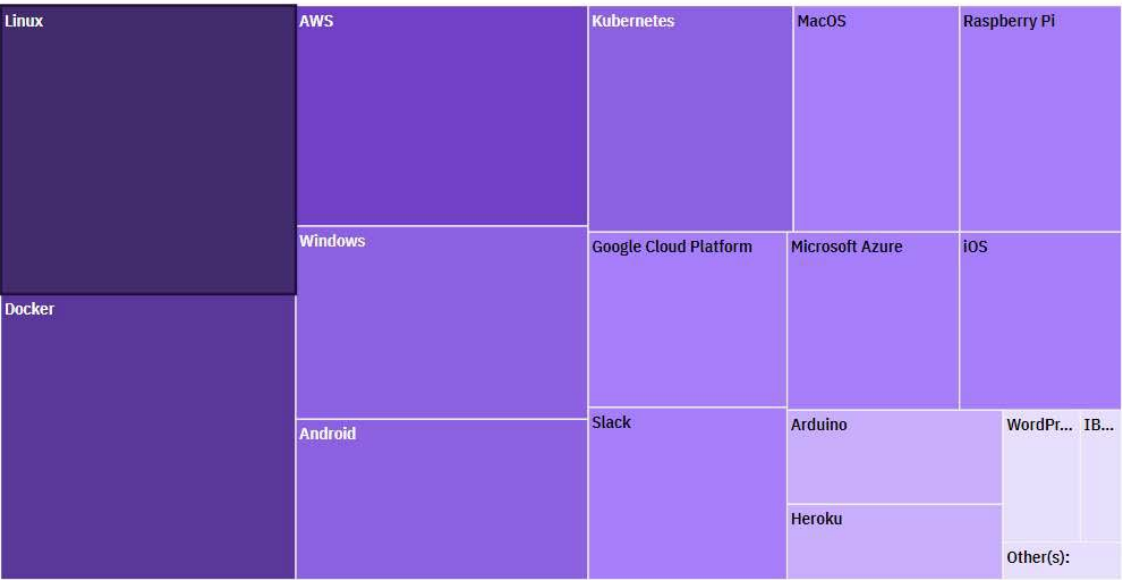 Linux
AWS
Kubernetes
MacOS
Raspberry Pi
Windows
Google Cloud Platform
Microsoft Azure
iOS
Docker
Android
Slack
Arduino
WordPr...
IB...
Heroku
Other(s):